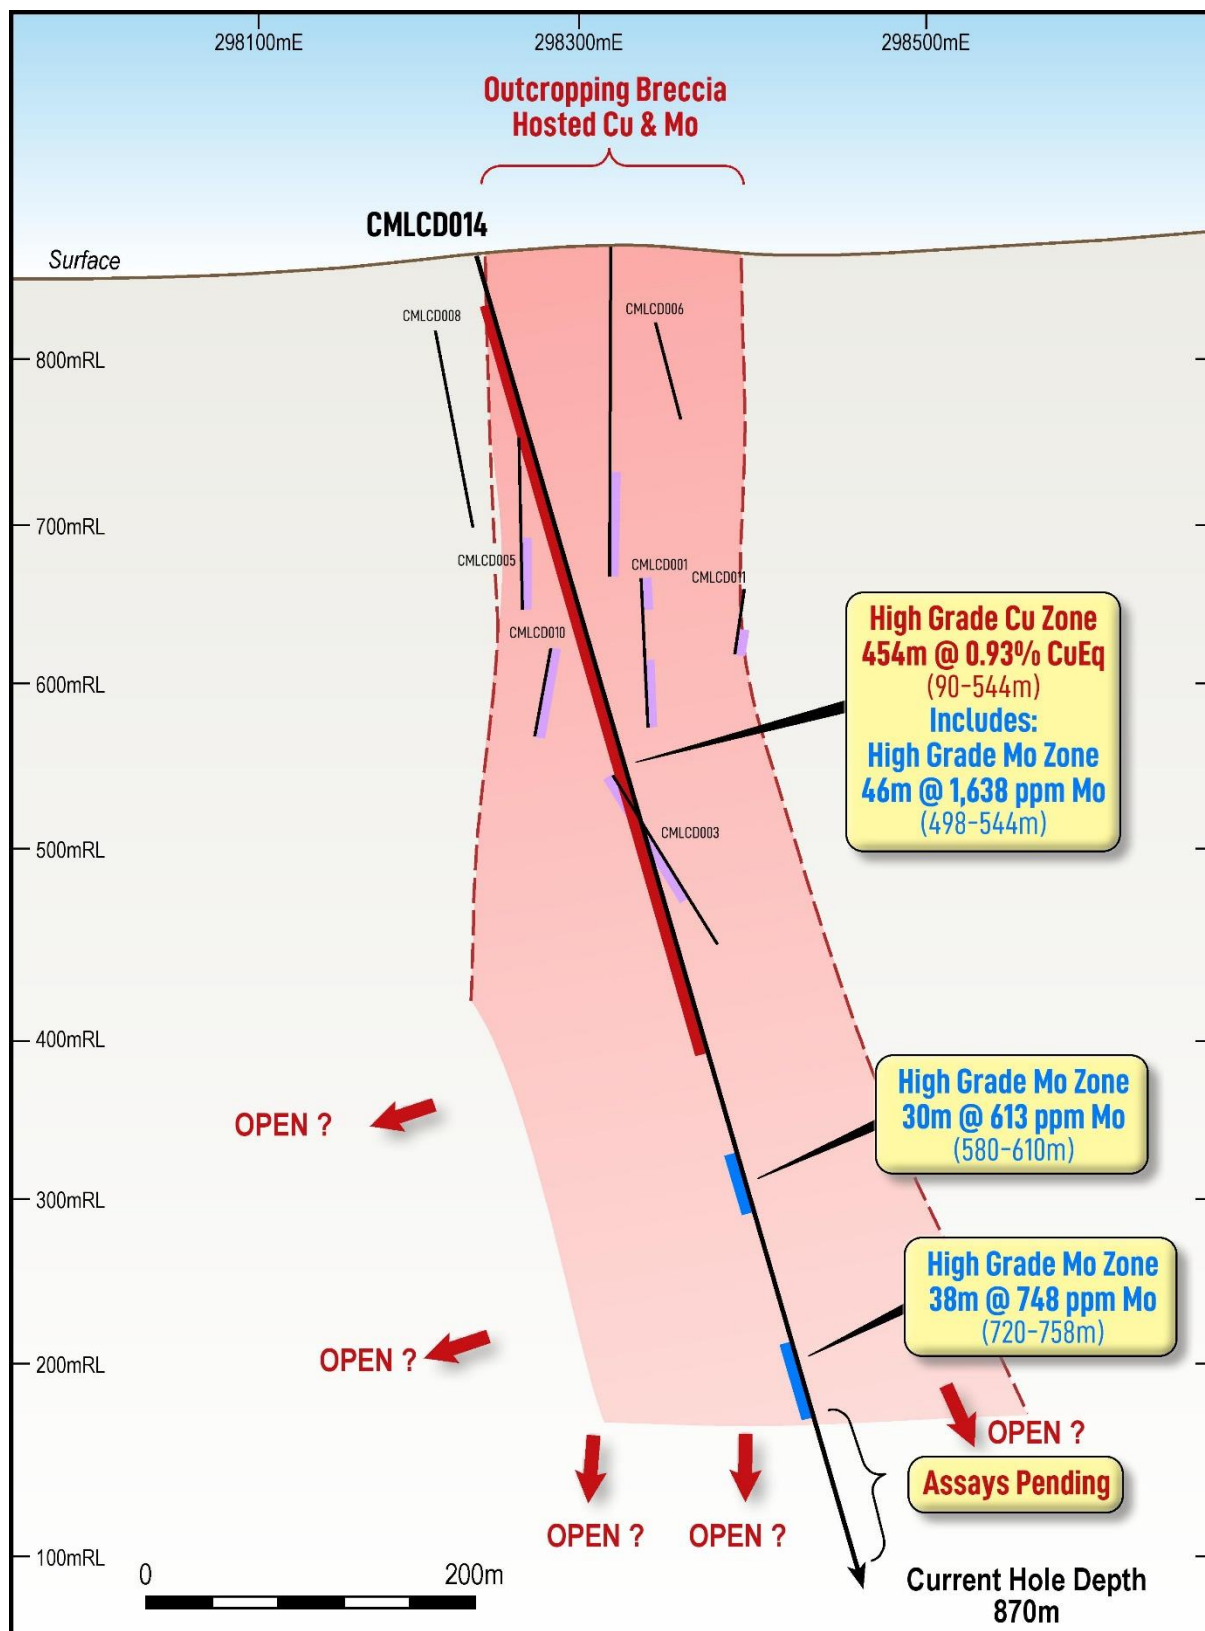 298100mE
298300mE
298500mE
Outcropping Breccia
Hosted Cu & Mo
CMLCD014
Surface
CMLCD008
CMLCD006
800mRL
700mRL
CMLCD005
CMLCD001
CMLCD011
CMLCD010
600mRL
High Grade Cu Zone
454m @ 0.93% CuEq
(90-544m)
Includes:
High Grade Mo Zone
46m @ 1,638 ppm Mo
(498-544m)
CMLCD003
500mRL
400mRL
High Grade Mo Zone
30m @ 613 ppm Mo
(580-610m)
OPEN ?
300mRL
High Grade Mo Zone
38m @ 748 ppm Mo
(720-758m)
OPEN ?
200mRL
OPEN ?
Assays Pending
OPEN ?
OPEN ?
100mRL
0
200m
Current Hole Depth
870m